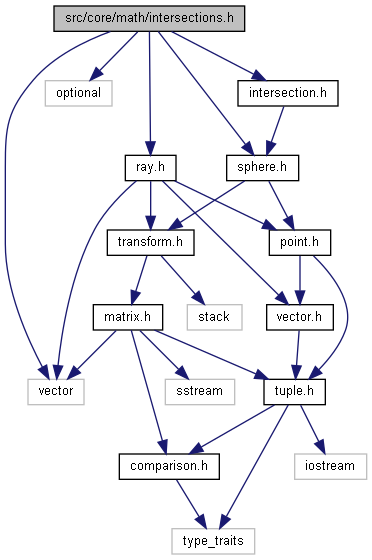 src/core/math/intersections.h
optional
intersection.h
ray.h
sphere.h
transform.h
point.h
matrix.h
stack
vector.h
vector
sstream
tuple.h
comparison.h
iostream
type_traits